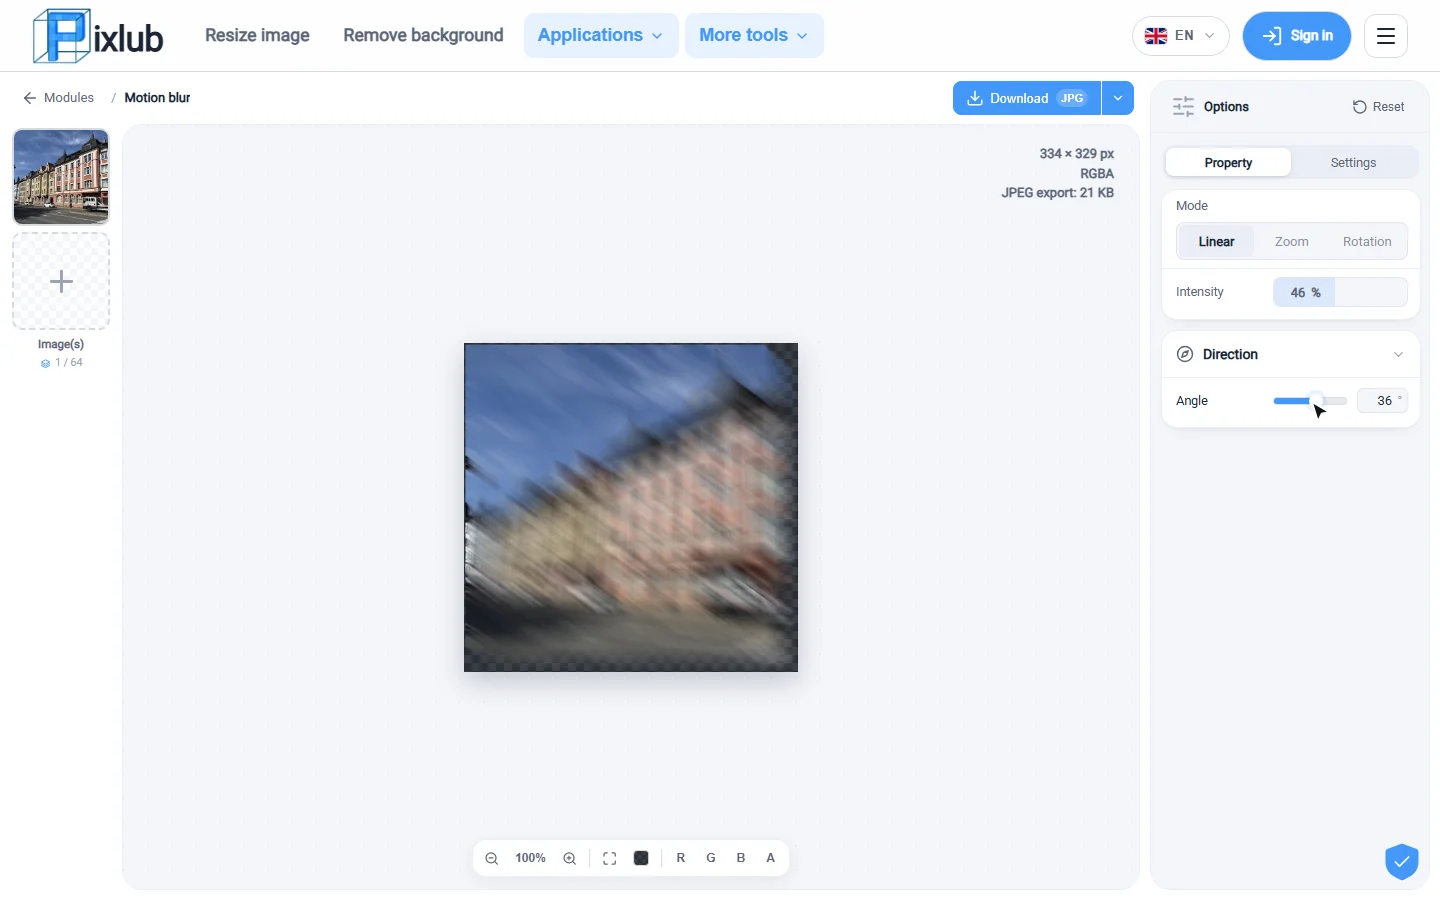 Pixlub
Resize image
Remove background
Applications
More tools
EN
Sign in
Modules / Motion blur
Download JPG
Options
Reset
334 × 329 px
RGBA
JPEG export: 21 KB
Property
Settings
Mode
Linear
Zoom
Rotation
Intensity
46 %
Direction
Angle
36 °
Image(s)
1 / 64
100%
R
G
B
A